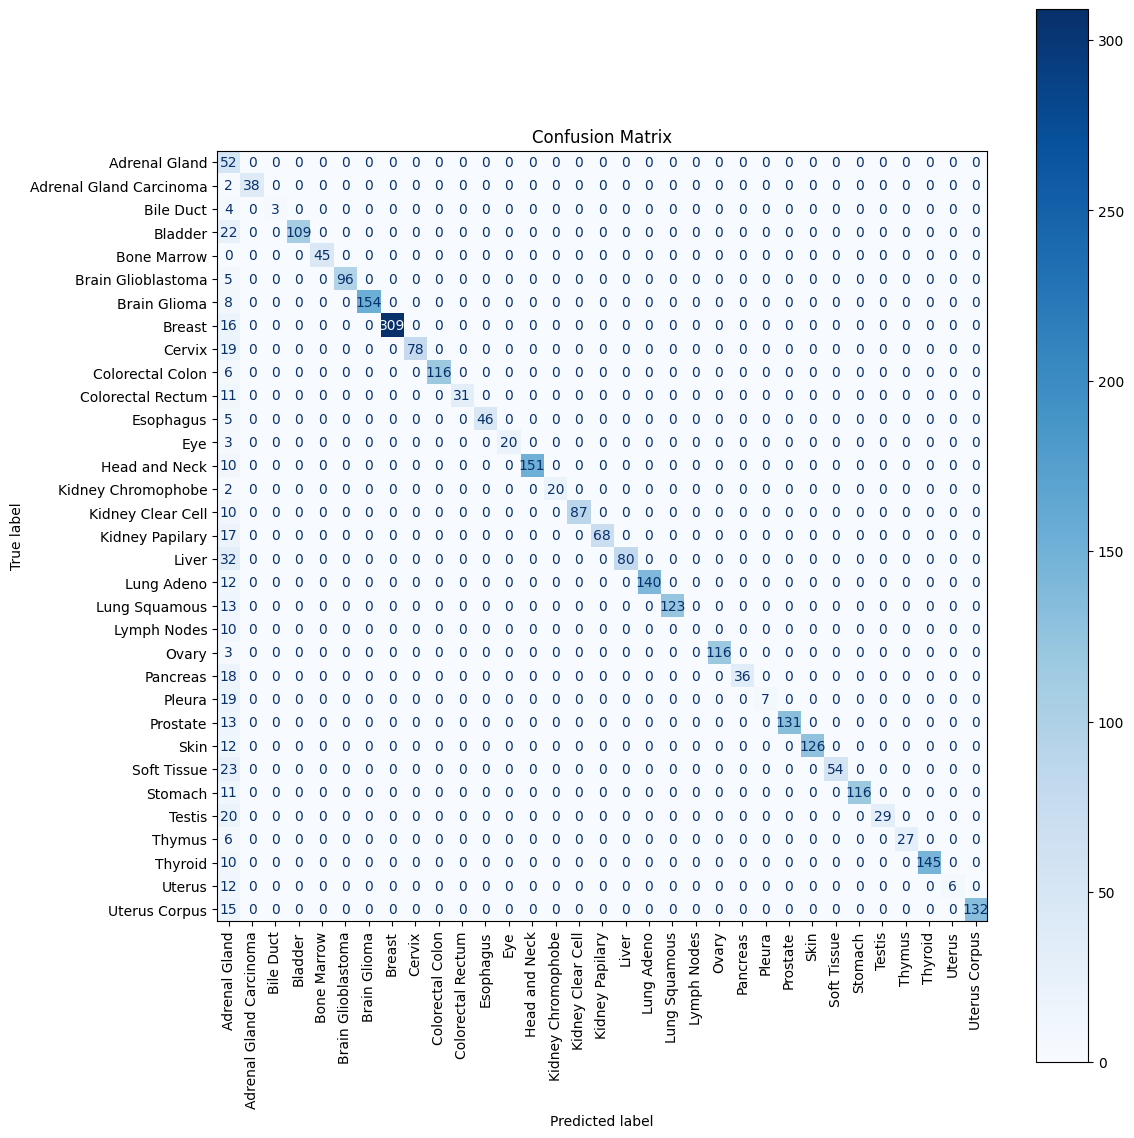 Confusion Matrix
Adrenal Gland 52 0 0 0 0 0 0 0 0 0 0 0 0 0 0 0 0 0 0 0 0 0 0 0 0 0 0 0 0 0 0 0 0
Adrenal Gland Carcinoma 2 38 0 0 0 0 0 0 0 0 0 0 0 0 0 0 0 0 0 0 0 0 0 0 0 0 0 0 0 0 0 0 0
Bile Duct 4 0 3 0 0 0 0 0 0 0 0 0 0 0 0 0 0 0 0 0 0 0 0 0 0 0 0 0 0 0 0 0 0
Bladder 22 0 0 109 0 0 0 0 0 0 0 0 0 0 0 0 0 0 0 0 0 0 0 0 0 0 0 0 0 0 0 0 0
Bone Marrow 0 0 0 0 45 0 0 0 0 0 0 0 0 0 0 0 0 0 0 0 0 0 0 0 0 0 0 0 0 0 0 0 0
Brain Glioblastoma 5 0 0 0 0 96 0 0 0 0 0 0 0 0 0 0 0 0 0 0 0 0 0 0 0 0 0 0 0 0 0 0 0
Brain Glioma 8 0 0 0 0 0 154 0 0 0 0 0 0 0 0 0 0 0 0 0 0 0 0 0 0 0 0 0 0 0 0 0 0
Breast 16 0 0 0 0 0 0 309 0 0 0 0 0 0 0 0 0 0 0 0 0 0 0 0 0 0 0 0 0 0 0 0 0
Cervix 19 0 0 0 0 0 0 0 78 0 0 0 0 0 0 0 0 0 0 0 0 0 0 0 0 0 0 0 0 0 0 0 0
Colorectal Colon 6 0 0 0 0 0 0 0 0 116 0 0 0 0 0 0 0 0 0 0 0 0 0 0 0 0 0 0 0 0 0 0 0
Colorectal Rectum 11 0 0 0 0 0 0 0 0 0 31 0 0 0 0 0 0 0 0 0 0 0 0 0 0 0 0 0 0 0 0 0 0
Esophagus 5 0 0 0 0 0 0 0 0 0 0 46 0 0 0 0 0 0 0 0 0 0 0 0 0 0 0 0 0 0 0 0 0
Eye 3 0 0 0 0 0 0 0 0 0 0 0 20 0 0 0 0 0 0 0 0 0 0 0 0 0 0 0 0 0 0 0 0
Head and Neck 10 0 0 0 0 0 0 0 0 0 0 0 0 151 0 0 0 0 0 0 0 0 0 0 0 0 0 0 0 0 0 0 0
Kidney Chromophobe 2 0 0 0 0 0 0 0 0 0 0 0 0 0 20 0 0 0 0 0 0 0 0 0 0 0 0 0 0 0 0 0 0
Kidney Clear Cell 10 0 0 0 0 0 0 0 0 0 0 0 0 0 0 87 0 0 0 0 0 0 0 0 0 0 0 0 0 0 0 0 0
Kidney Papilary 17 0 0 0 0 0 0 0 0 0 0 0 0 0 0 0 68 0 0 0 0 0 0 0 0 0 0 0 0 0 0 0 0
Liver 32 0 0 0 0 0 0 0 0 0 0 0 0 0 0 0 0 80 0 0 0 0 0 0 0 0 0 0 0 0 0 0 0
Lung Adeno 12 0 0 0 0 0 0 0 0 0 0 0 0 0 0 0 0 0 140 0 0 0 0 0 0 0 0 0 0 0 0 0 0
Lung Squamous 13 0 0 0 0 0 0 0 0 0 0 0 0 0 0 0 0 0 0 123 0 0 0 0 0 0 0 0 0 0 0 0 0
Lymph Nodes 10 0 0 0 0 0 0 0 0 0 0 0 0 0 0 0 0 0 0 0 0 0 0 0 0 0 0 0 0 0 0 0 0
Ovary 3 0 0 0 0 0 0 0 0 0 0 0 0 0 0 0 0 0 0 0 0 116 0 0 0 0 0 0 0 0 0 0 0
Pancreas 18 0 0 0 0 0 0 0 0 0 0 0 0 0 0 0 0 0 0 0 0 0 36 0 0 0 0 0 0 0 0 0 0
Pleura 19 0 0 0 0 0 0 0 0 0 0 0 0 0 0 0 0 0 0 0 0 0 0 7 0 0 0 0 0 0 0 0 0
Prostate 13 0 0 0 0 0 0 0 0 0 0 0 0 0 0 0 0 0 0 0 0 0 0 0 131 0 0 0 0 0 0 0 0
Skin 12 0 0 0 0 0 0 0 0 0 0 0 0 0 0 0 0 0 0 0 0 0 0 0 0 126 0 0 0 0 0 0 0
Soft Tissue 23 0 0 0 0 0 0 0 0 0 0 0 0 0 0 0 0 0 0 0 0 0 0 0 0 0 54 0 0 0 0 0 0
Stomach 11 0 0 0 0 0 0 0 0 0 0 0 0 0 0 0 0 0 0 0 0 0 0 0 0 0 0 116 0 0 0 0 0
Testis 20 0 0 0 0 0 0 0 0 0 0 0 0 0 0 0 0 0 0 0 0 0 0 0 0 0 0 0 29 0 0 0 0
Thymus 6 0 0 0 0 0 0 0 0 0 0 0 0 0 0 0 0 0 0 0 0 0 0 0 0 0 0 0 0 27 0 0 0
Thyroid 10 0 0 0 0 0 0 0 0 0 0 0 0 0 0 0 0 0 0 0 0 0 0 0 0 0 0 0 0 0 145 0 0
Uterus 12 0 0 0 0 0 0 0 0 0 0 0 0 0 0 0 0 0 0 0 0 0 0 0 0 0 0 0 0 0 0 6 0
Uterus Corpus 15 0 0 0 0 0 0 0 0 0 0 0 0 0 0 0 0 0 0 0 0 0 0 0 0 0 0 0 0 0 0 0 132
True label
Adrenal Gland
Adrenal Gland Carcinoma
Bile Duct
Bladder
Bone Marrow
Brain Glioblastoma
Brain Glioma
Breast
Cervix
Colorectal Colon
Colorectal Rectum
Esophagus
Eye
Head and Neck
Kidney Chromophobe
Kidney Clear Cell
Kidney Papilary
Liver
Lung Adeno
Lung Squamous
Lymph Nodes
Ovary
Pancreas
Pleura
Prostate
Skin
Soft Tissue
Stomach
Testis
Thymus
Thyroid
Uterus
Uterus Corpus
Predicted label
300
250
200
150
100
50
0